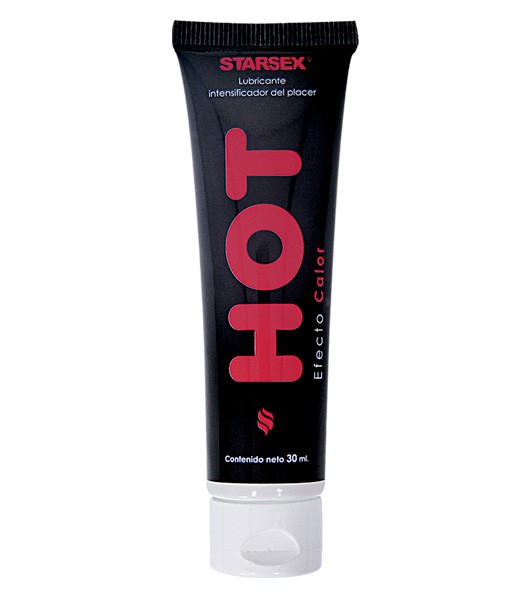 STARSEX®
Lubricante
intensificador del placer
HOT
Efecto Calor
Contenido neto 30 ml.